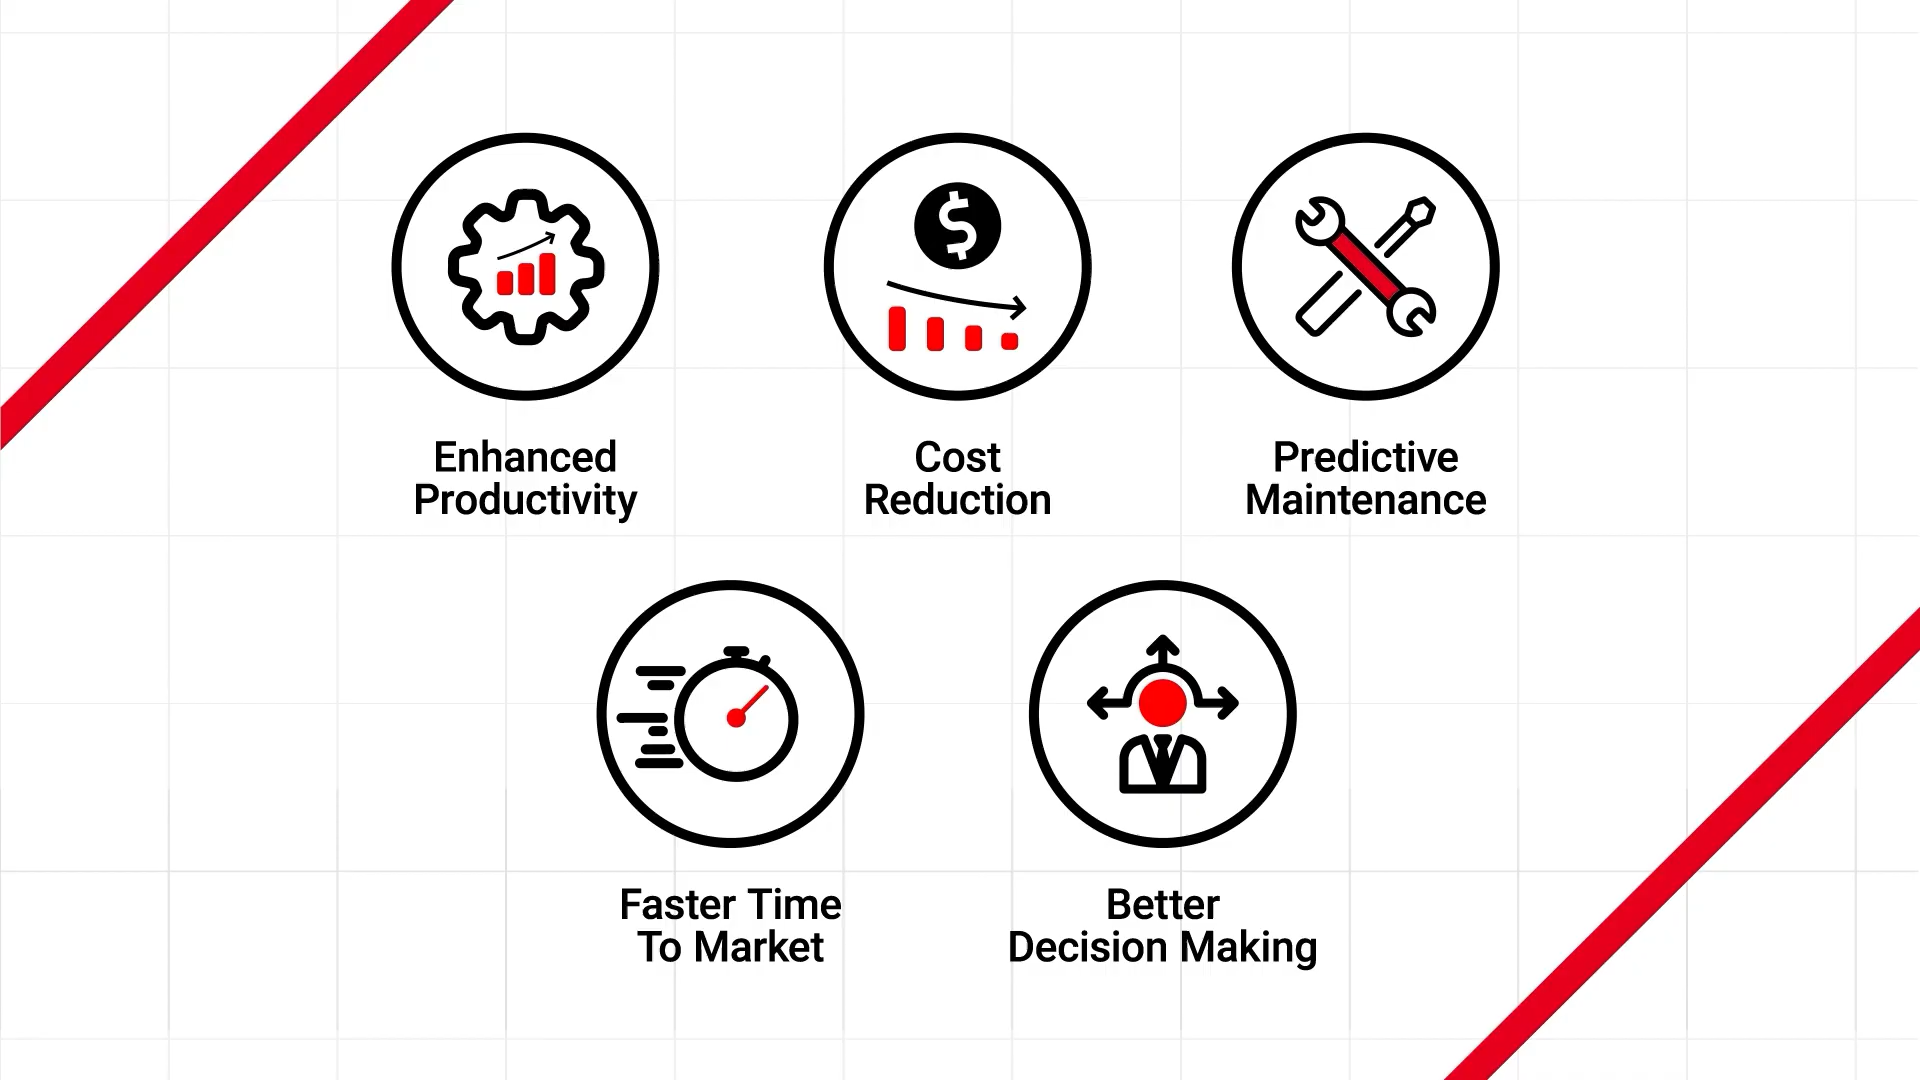 Enhanced
Productivity
Cost
Reduction
Predictive
Maintenance
Faster Time
To Market
Better
Decision Making